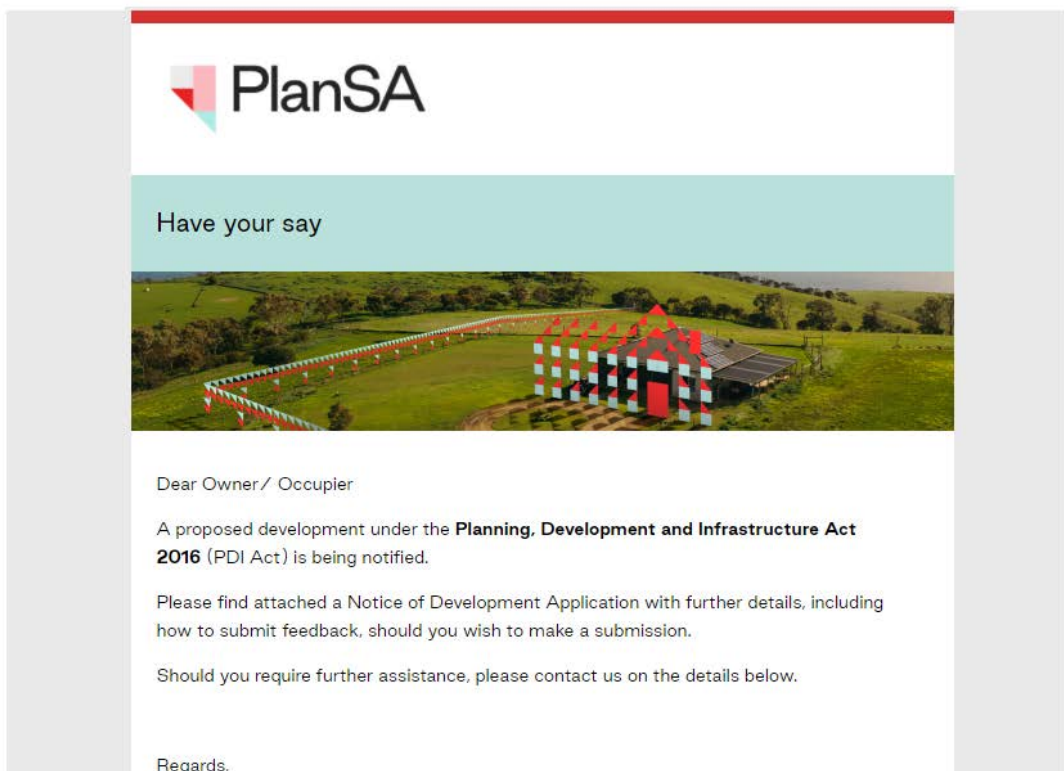 PlanSA
Have your say
Dear Owner/ Occupier
A proposed development under the Planning, Development and Infrastructure Act
2016 (PDI Act) is being notified.
Please find attached a Notice of Development Application with further details, including
how to submit feedback, should you wish to make a submission.
Should you require further assistance, please contact us on the details below.
Regards,